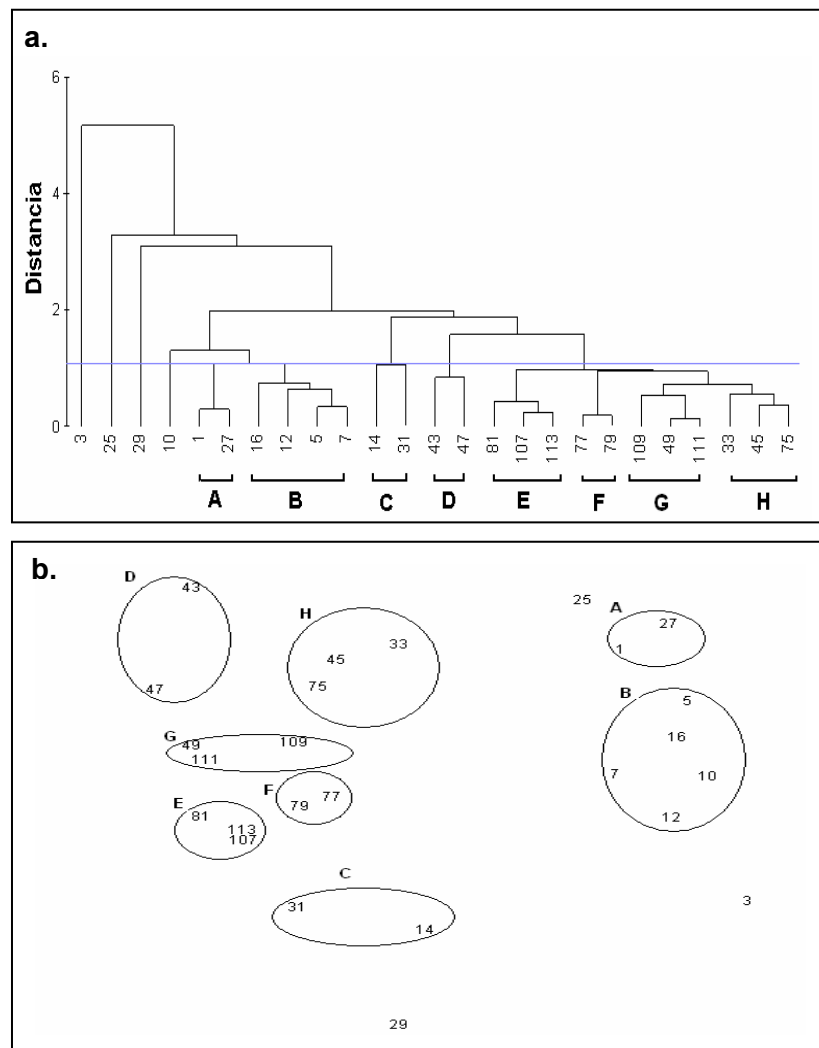 a.
6
4
2
0
Distancia
3 25 29 10 1 27 16 12 5 7 14 31 43 47 81 107 113 77 79 109 49 111 33 45 75
A B C D E F G H
b.
D
43
47
H
33
45
75
25
A
27
1
B
5
16
7
10
12
G
49
109
111
F
77
79
E
81
113
107
C
31
14
3
29